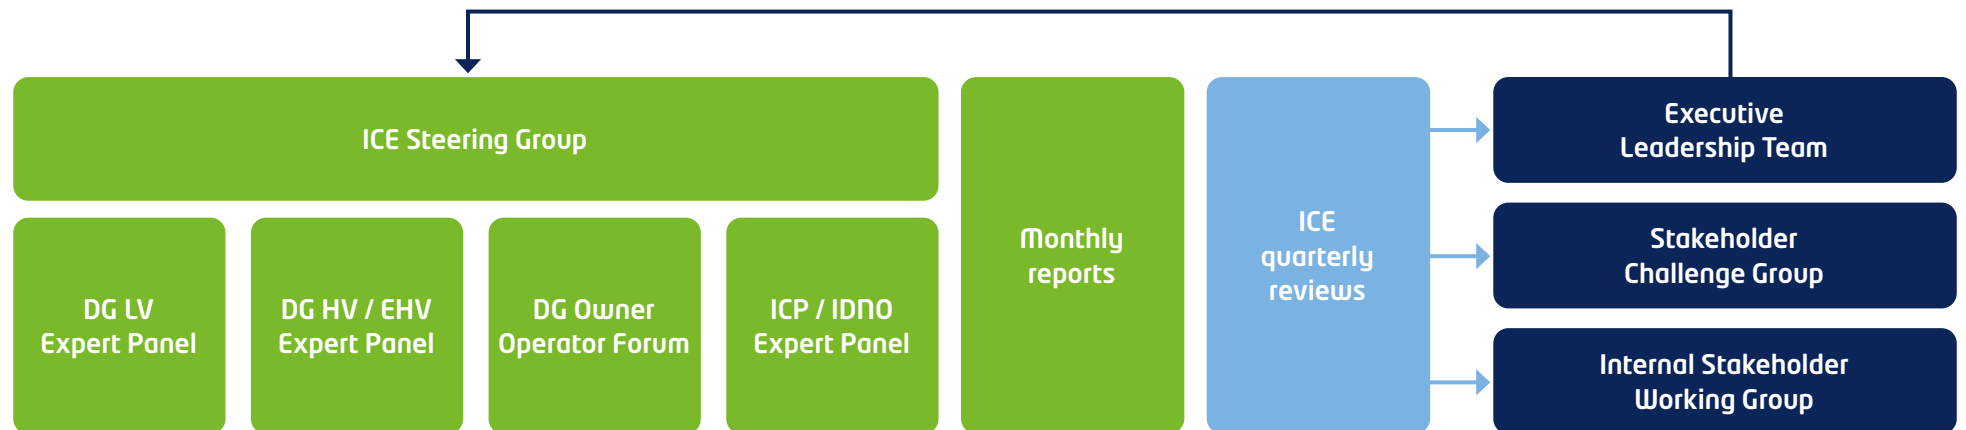 ICE Steering Group
DG LV
Expert Panel
DG HV / EHV
Expert Panel
DG Owner
Operator Forum
ICP / IDNO
Expert Panel
Monthly
reports
ICE
quarterly
reviews
Executive
Leadership Team
Stakeholder
Challenge Group
Internal Stakeholder
Working Group